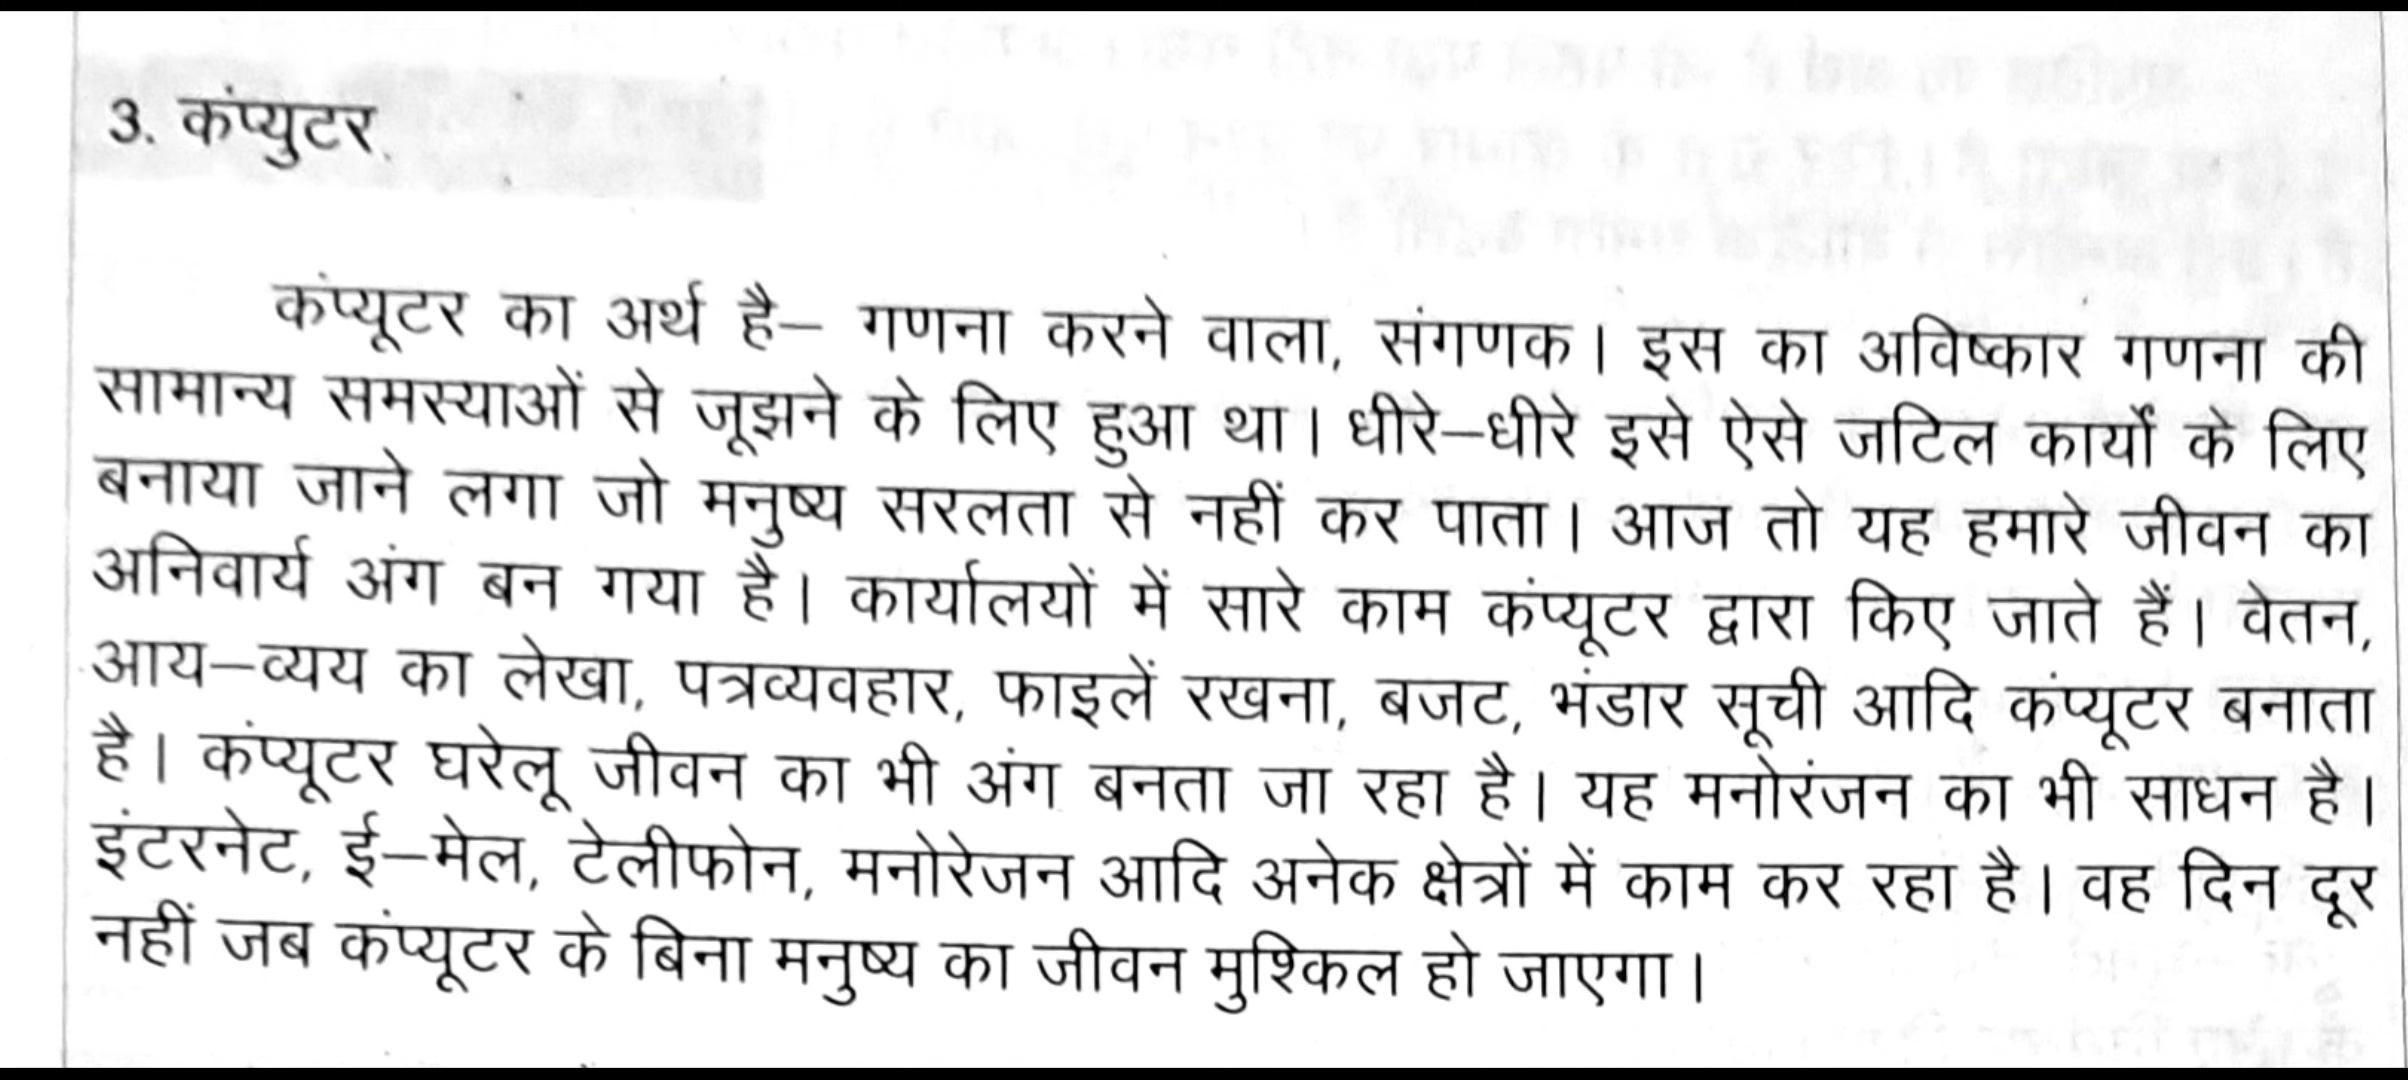 3. कंप्युटर
कंप्यूटर का अर्थ है– गणना करने वाला, संगणक। इस का अविष्कार गणना की
सामान्य समस्याओं से जूझने के लिए हुआ था। धीरे–धीरे इसे ऐसे जटिल कार्यों के लिए
बनाया जाने लगा जो मनुष्य सरलता से नहीं कर पाता। आज तो यह हमारे जीवन का
अनिवार्य अंग बन गया है। कार्यालयों में सारे काम कंप्यूटर द्वारा किए जाते हैं। वेतन,
आय–व्यय का लेखा, पत्रव्यवहार, फाइलें रखना, बजट, भंडार सूची आदि कंप्यूटर बनाता
है। कंप्यूटर घरेलू जीवन का भी अंग बनता जा रहा है। यह मनोरंजन का भी साधन है।
इंटरनेट, ई–मेल, टेलीफोन, मनोरेजन आदि अनेक क्षेत्रों में काम कर रहा है। वह दिन दूर
नहीं जब कंप्यूटर के बिना मनुष्य का जीवन मुश्किल हो जाएगा।